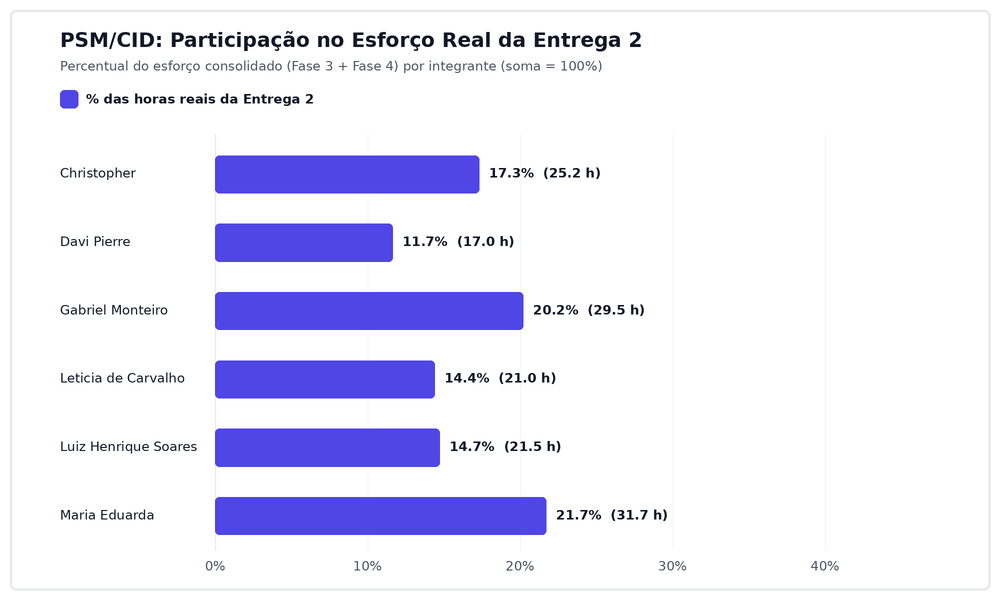 PSM/CID: Participação no Esforço Real da Entrega 2
Percentual do esforço consolidado (Fase 3 + Fase 4) por integrante (soma = 100%)
% das horas reais da Entrega 2
Christopher 17.3% (25.2 h)
Davi Pierre 11.7% (17.0 h)
Gabriel Monteiro 20.2% (29.5 h)
Leticia de Carvalho 14.4% (21.0 h)
Luiz Henrique Soares 14.7% (21.5 h)
Maria Eduarda 21.7% (31.7 h)
0% 10% 20% 30% 40%